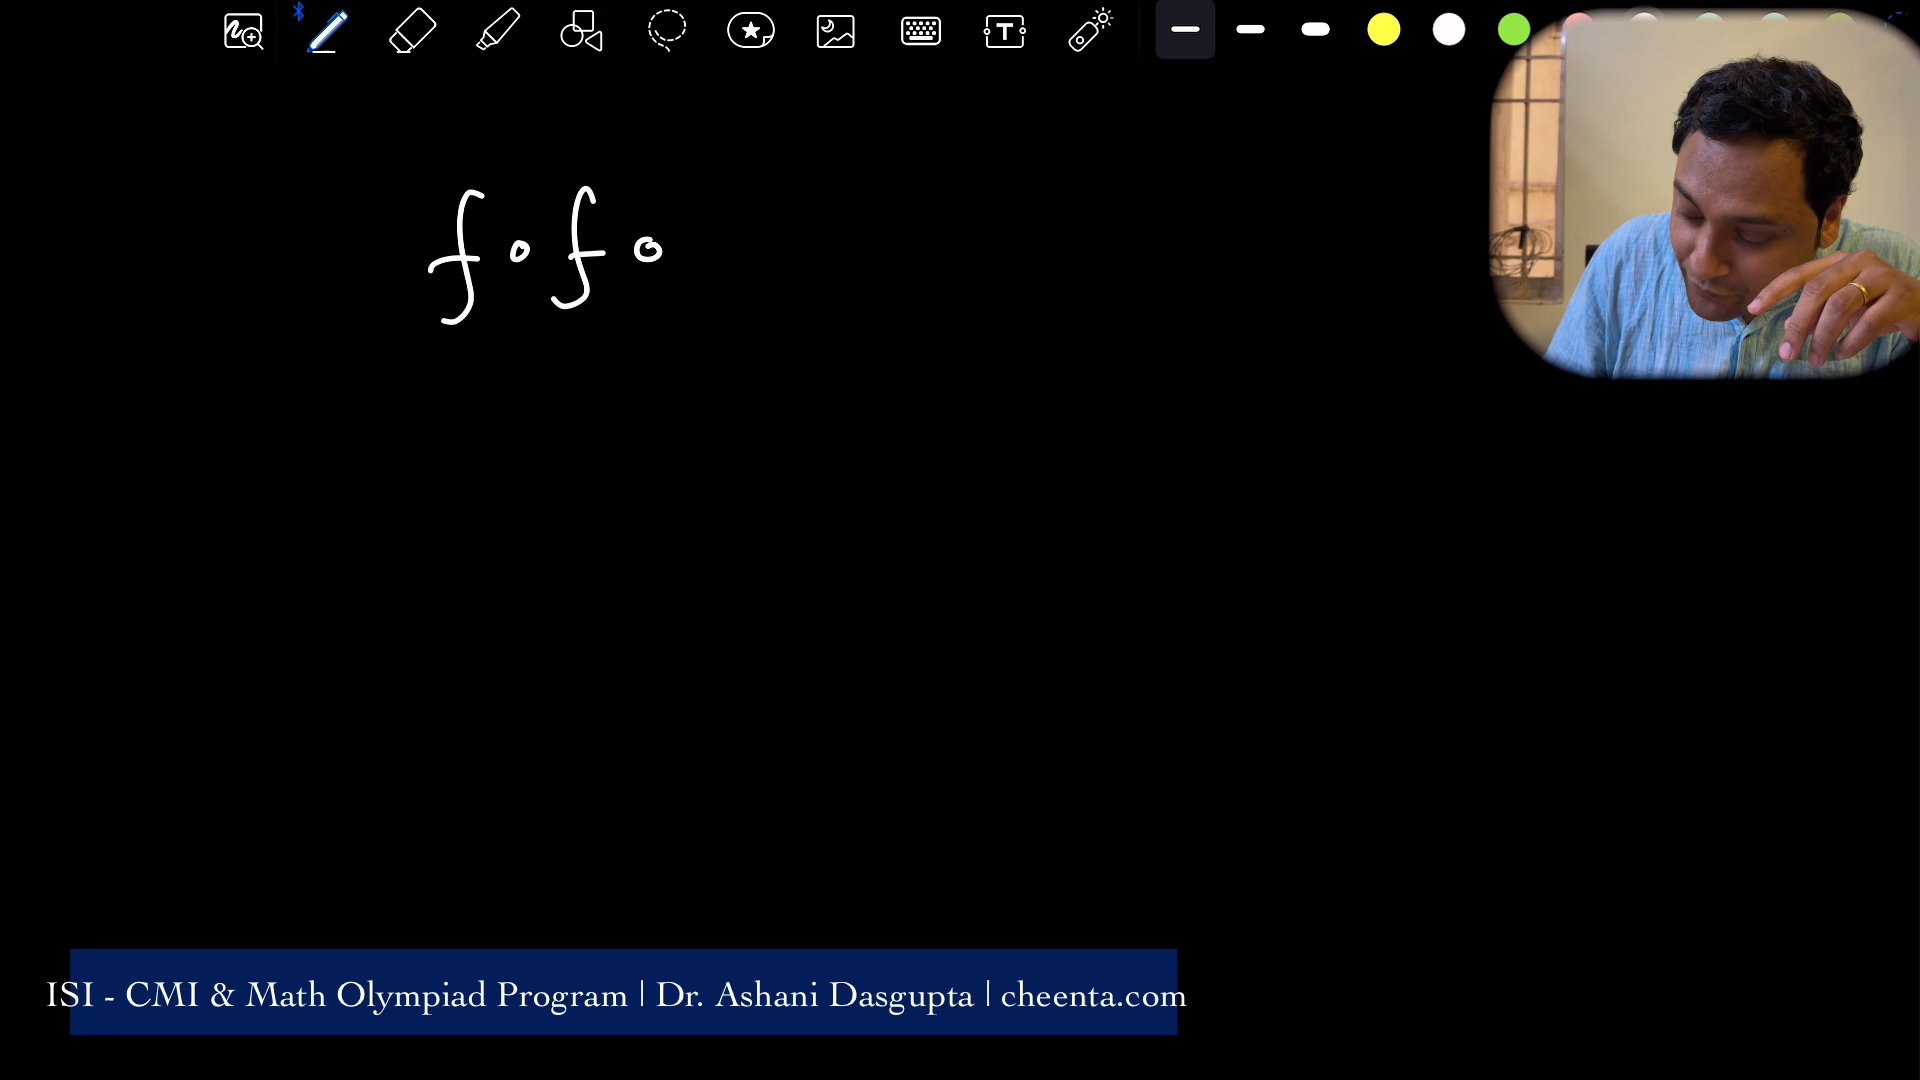 f ∘ f ∘
ISI - CMI & Math Olympiad Program | Dr. Ashani Dasgupta | cheenta.com